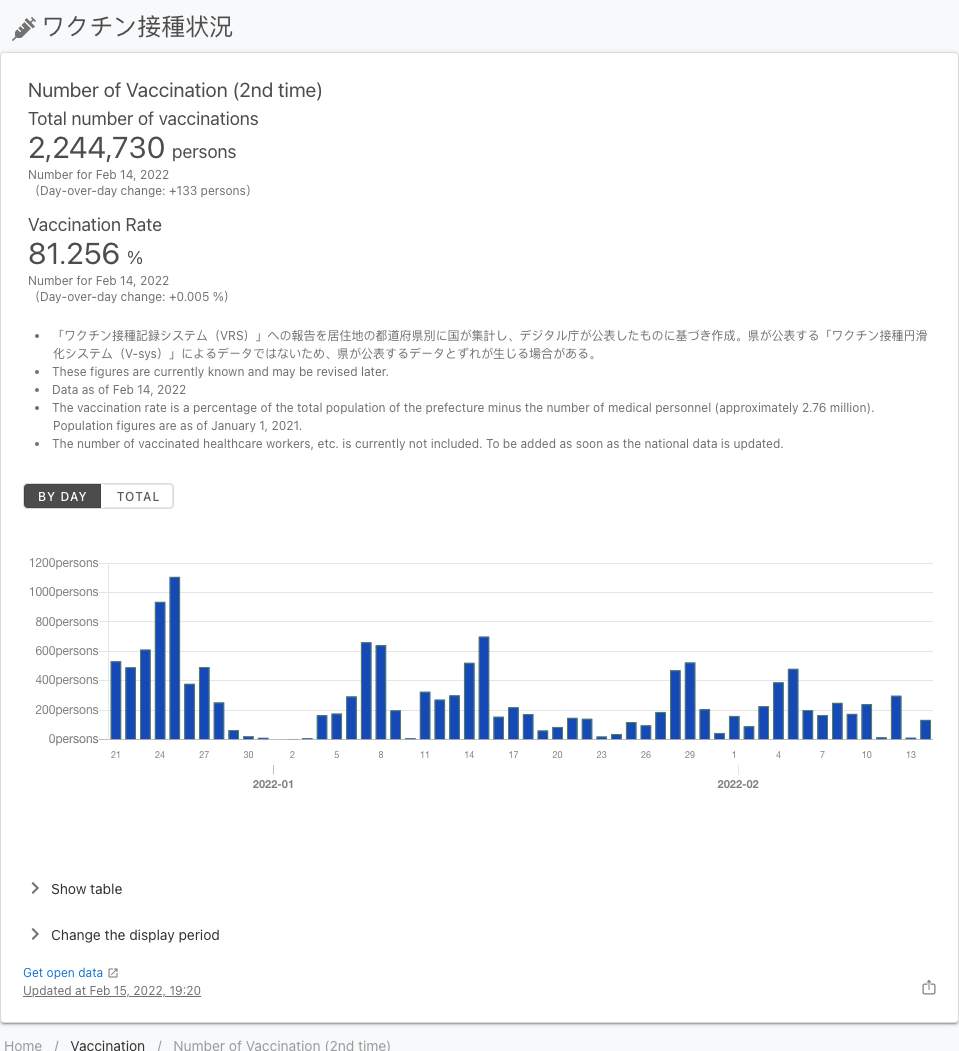 ワクチン接種状況
Number of Vaccination (2nd time)
Total number of vaccinations
2,244,730 persons
Number for Feb 14, 2022
(Day-over-day change: +133 persons)
Vaccination Rate
81.256 %
Number for Feb 14, 2022
(Day-over-day change: +0.005 %)
• 「ワクチン接種記録システム（VRS）」への報告を居住地の都道府県別に国が集計し、デジタル庁が公表したものに基づき作成。県が公表する「ワクチン接種円滑
化システム（V-sys）」によるデータではないため、県が公表するデータとずれが生じる場合がある。
• These figures are currently known and may be revised later.
• Data as of Feb 14, 2022
• The vaccination rate is a percentage of the total population of the prefecture minus the number of medical personnel (approximately 2.76 million).
Population figures are as of January 1, 2021.
• The number of vaccinated healthcare workers, etc. is currently not included. To be added as soon as the national data is updated.
BY DAY TOTAL
1200persons
1000persons
800persons
600persons
400persons
200persons
0persons
21 24 27 30 2 5 8 11 14 17 20 23 26 29 1 4 7 10 13
2022-01 2022-02
Show table
Change the display period
Get open data
Updated at Feb 15, 2022, 19:20
Home / Vaccination / Number of Vaccination (2nd time)